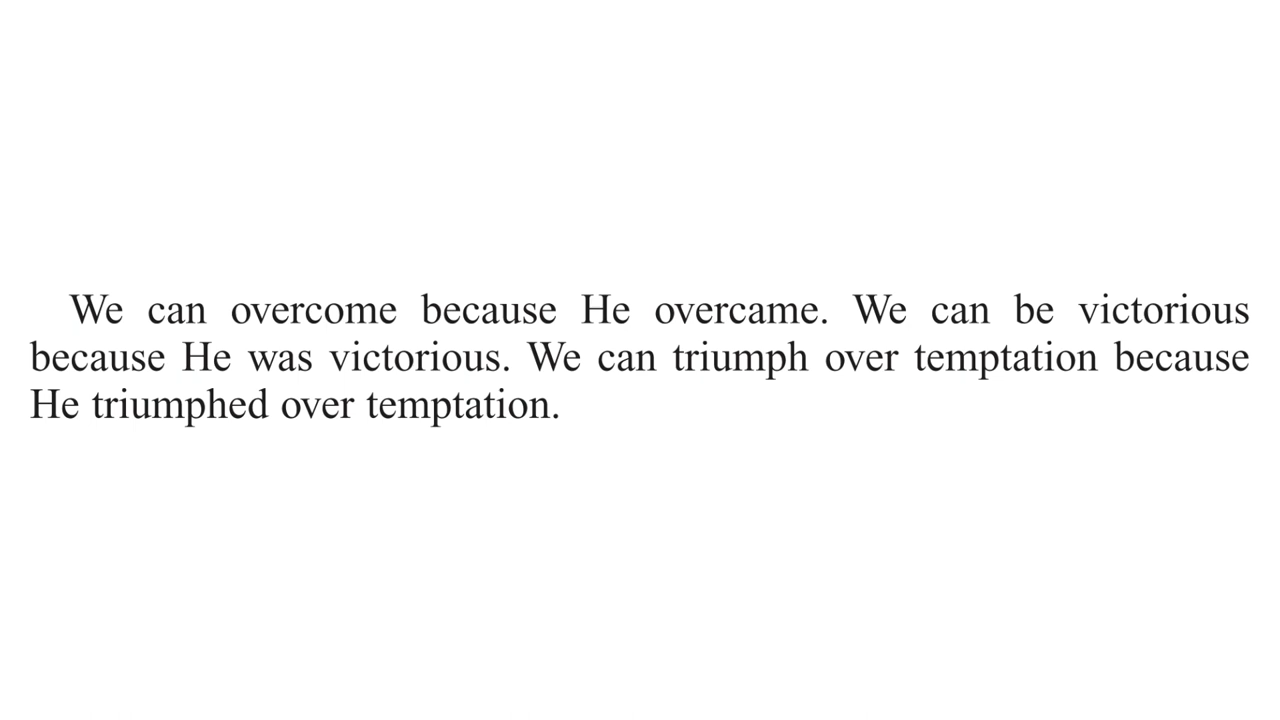 We can overcome because He overcame. We can be victorious
because He was victorious. We can triumph over temptation because
He triumphed over temptation.